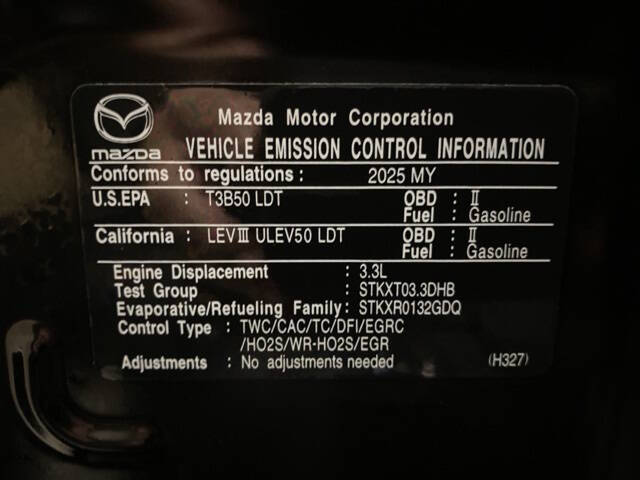 Mazda Motor Corporation
mazda VEHICLE EMISSION CONTROL INFORMATION
Conforms to regulations : 2025 MY
U.S.EPA : T3B50 LDT OBD : II
Fuel : Gasoline
California : LEVIII ULEV50 LDT OBD : II
Fuel : Gasoline
Engine Displacement : 3.3L
Test Group : STKXT03.3DHB
Evaporative/Refueling Family: STKXR0132GDQ
Control Type : TWC/CAC/TC/DFI/EGRC
/HO2S/WR-HO2S/EGR
Adjustments : No adjustments needed (H327)